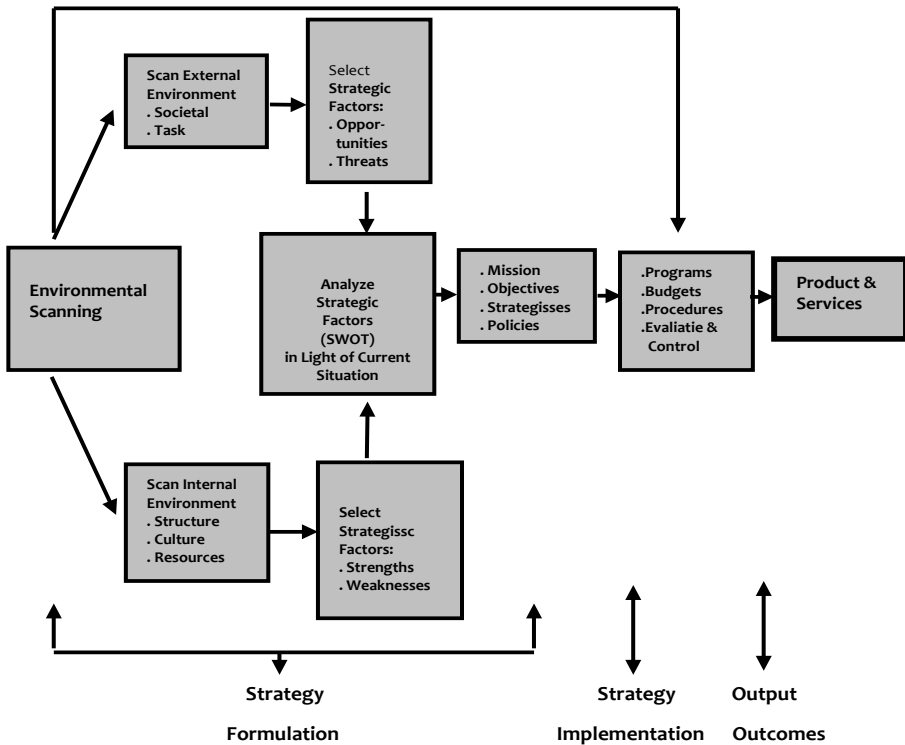 Scan External
Environment
. Societal
. Task
Select
Strategic
Factors:
. Oppor-
tunities
. Threats
Environmental
Scanning
Analyze
Strategic
Factors
(SWOT)
in Light of Current
Situation
. Mission
. Objectives
. Strategisses
. Policies
.Programs
.Budgets
.Procedures
.Evaliatie &
Control
Product &
Services
Scan Internal
Environment
. Structure
. Culture
. Resources
Select
Strategissc
Factors:
. Strengths
. Weaknesses
Strategy
Formulation
Strategy
Implementation
Output
Outcomes